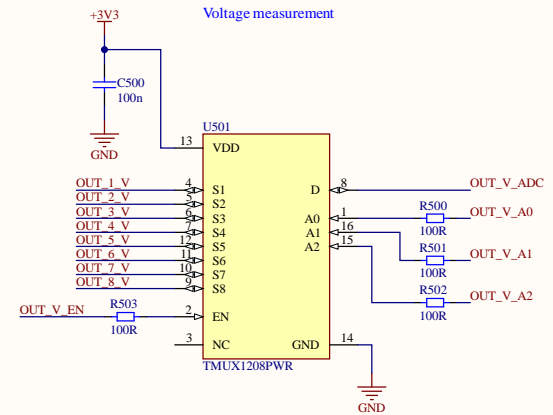 +3V3
Voltage measurement
C500
100n
GND
U501
13 VDD
OUT_1_V 4 S1 D 8 OUT_V_ADC
OUT_2_V 5 S2
OUT_3_V 6 S3 A0 1 R500 OUT_V_A0
100R
OUT_4_V 7 S4 A1 16
OUT_5_V 12 S5 A2 15 R501 OUT_V_A1
100R
OUT_6_V 11 S6
OUT_7_V 10 S7
OUT_8_V 9 S8 R502 OUT_V_A2
100R
OUT_V_EN R503 2 EN
100R
3 NC GND 14
TMUX1208PWR
GND